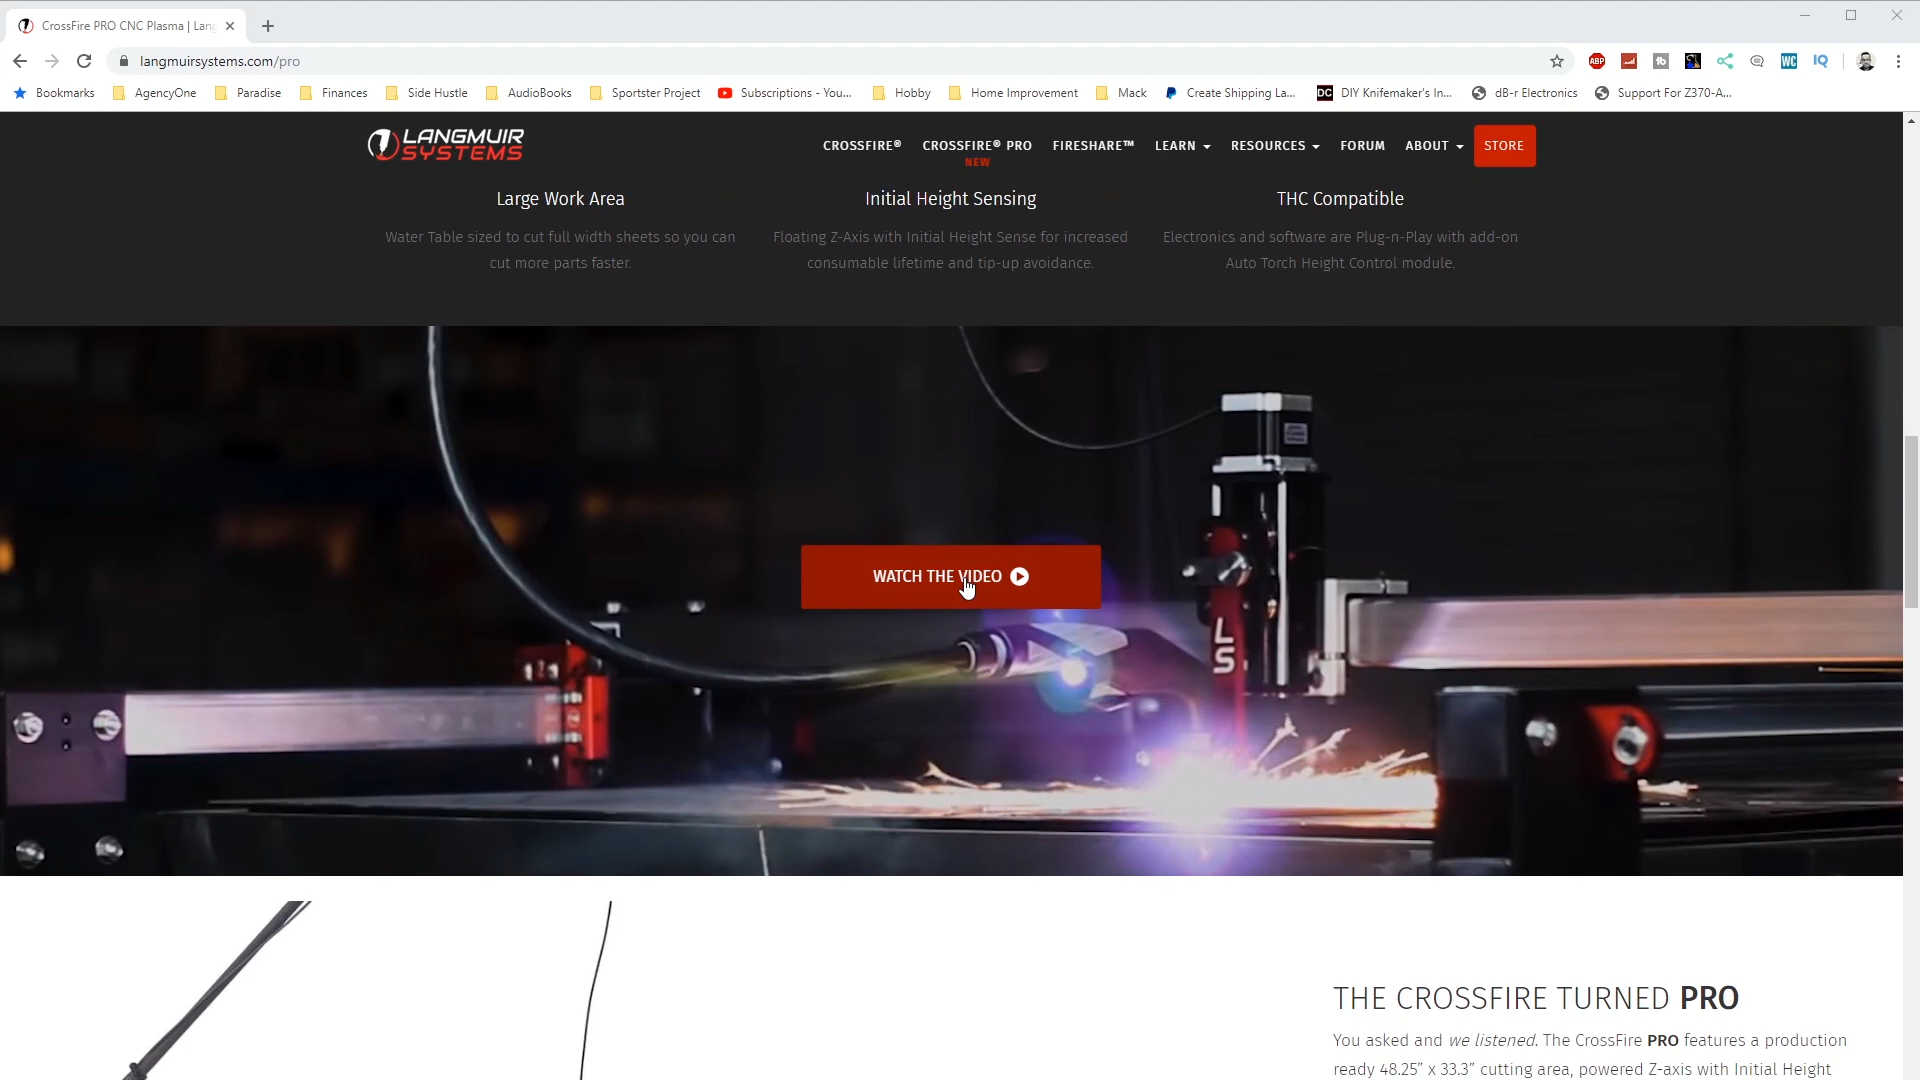 CrossFire PRO CNC Plasma | Lang
langmuirsystems.com/pro
ABP
tb
WC
IQ
Bookmarks AgencyOne Paradise Finances Side Hustle AudioBooks Sportster Project Subscriptions - You... Hobby Home Improvement Mack Create Shipping La... DC DIY Knifemaker's In... dB-r Electronics Support For Z370-A...
LANGMUIR
SYSTEMS
CROSSFIRE® CROSSFIRE® PRO FIRESHARE™ LEARN RESOURCES FORUM ABOUT STORE
NEW
Large Work Area
Water Table sized to cut full width sheets so you can
cut more parts faster.
Initial Height Sensing
Floating Z-Axis with Initial Height Sense for increased
consumable lifetime and tip-up avoidance.
THC Compatible
Electronics and software are Plug-n-Play with add-on
Auto Torch Height Control module.
WATCH THE VIDEO
LS
THE CROSSFIRE TURNED PRO
You asked and we listened. The CrossFire PRO features a production
ready 48.25” x 33.3” cutting area, powered Z-axis with Initial Height